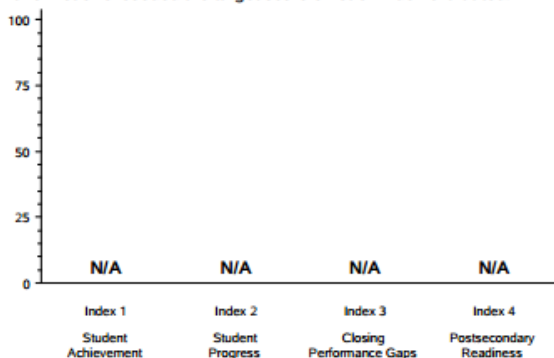 100
75
50
25
0
N/A N/A N/A N/A
Index 1 Index 2 Index 3 Index 4
Student Student Closing Postsecondary
Achievement Progress Performance Gaps Readiness